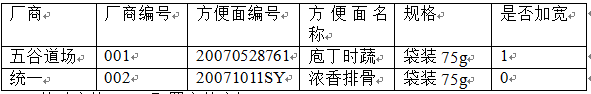 厂商 厂商编号 方便面编号 方便面名称 规格 是否加宽
五谷道场 001 20070528761 庖丁时蔬 袋装 75g 1
统一 002 20071011SY 浓香排骨 袋装 75g 0